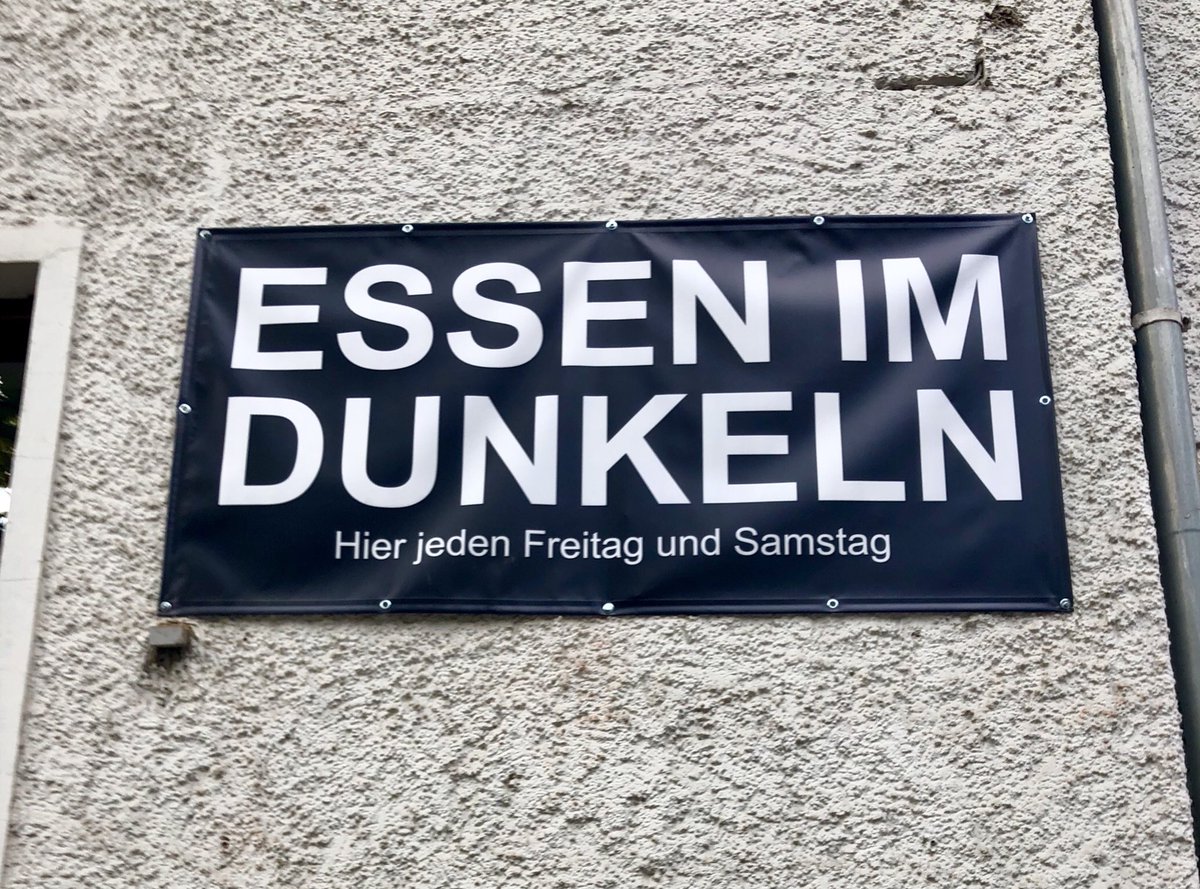 ESSEN IM
DUNKELN
Hier jeden Freitag und Samstag